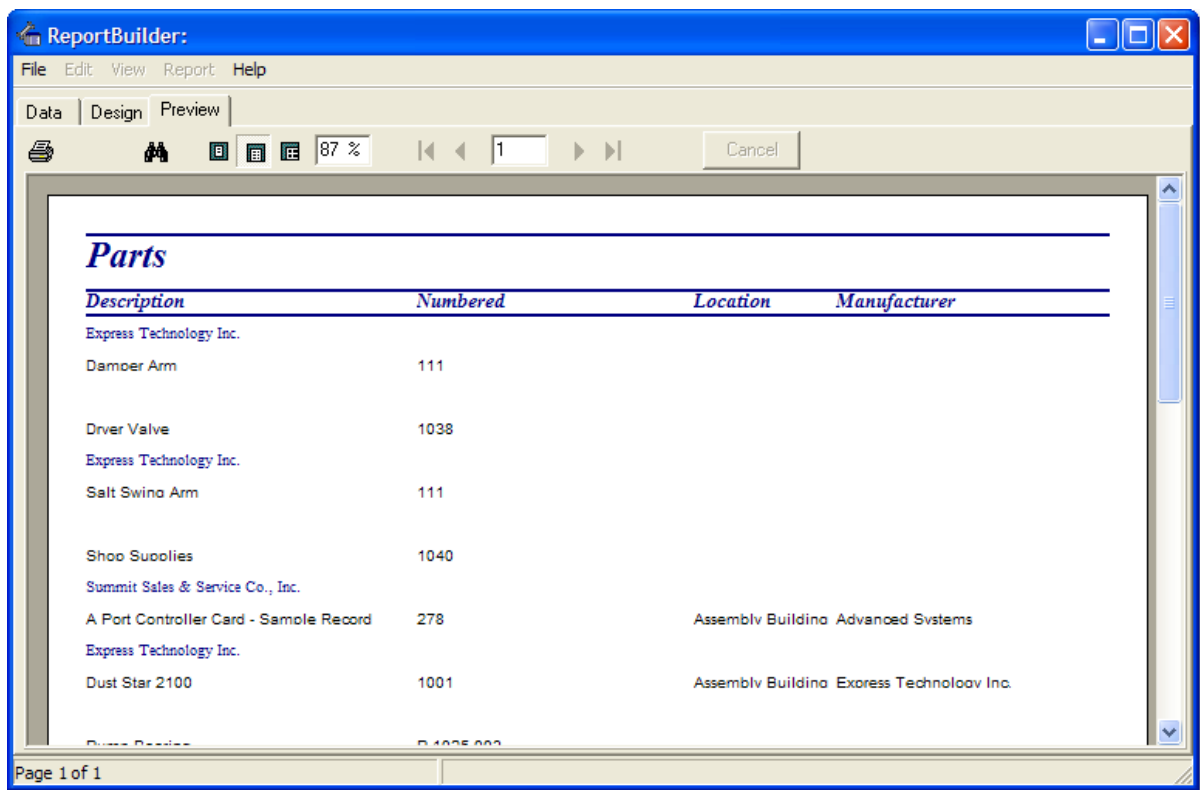 ReportBuilder:
File Edit View Report Help
Data Design Preview
87 % 1 Cancel
Parts
Description Numbered Location Manufacturer
Express Technology Inc.
Damper Arm 111
Dryer Valve 1038
Express Technology Inc.
Salt Swing Arm 111
Shop Supplies 1040
Summit Sales & Service Co., Inc.
A Port Controller Card - Sample Record 278 Assembly Building Advanced Systems
Express Technology Inc.
Dust Star 2100 1001 Assembly Building Express Technology Inc.
Page 1 of 1